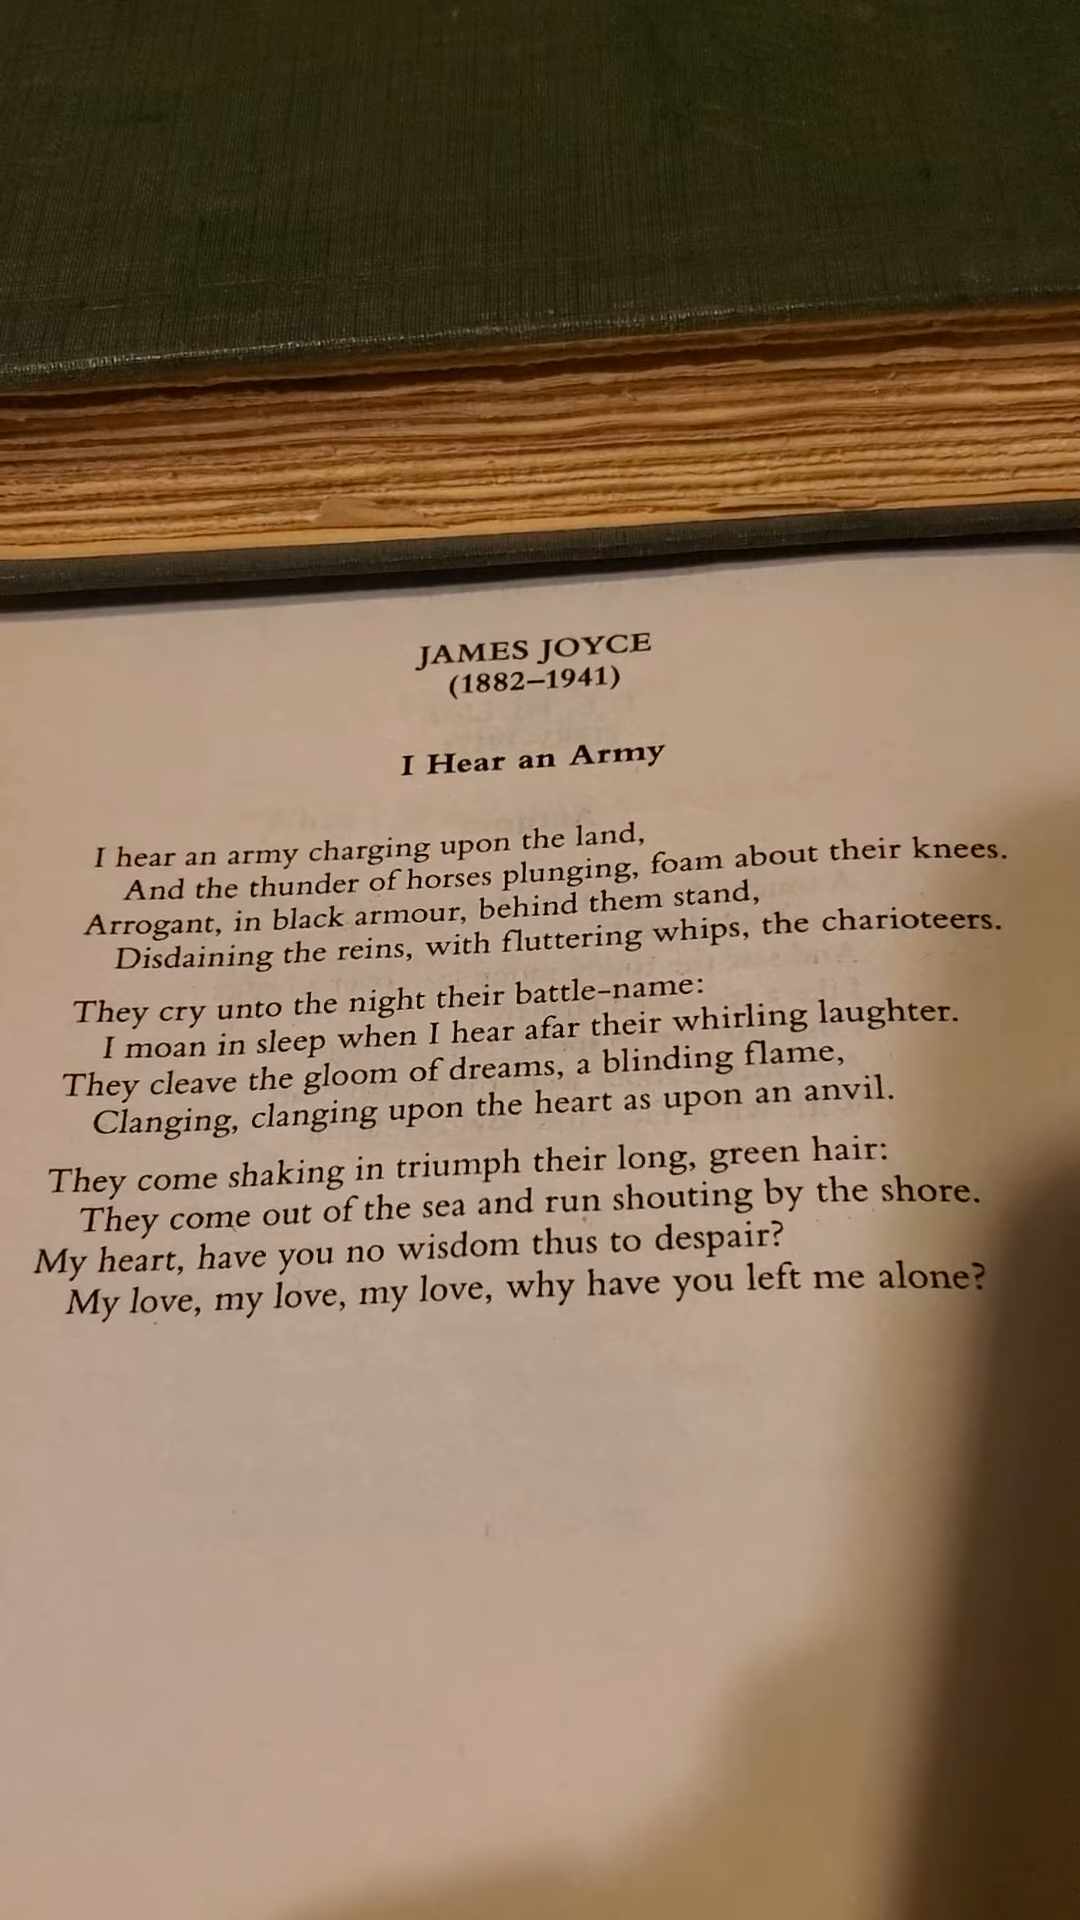 JAMES JOYCE
(1882–1941)
I Hear an Army
I hear an army charging upon the land,
And the thunder of horses plunging, foam about their knees.
Arrogant, in black armour, behind them stand,
Disdaining the reins, with fluttering whips, the charioteers.
They cry unto the night their battle-name:
I moan in sleep when I hear afar their whirling laughter.
They cleave the gloom of dreams, a blinding flame,
Clanging, clanging upon the heart as upon an anvil.
They come shaking in triumph their long, green hair:
They come out of the sea and run shouting by the shore.
My heart, have you no wisdom thus to despair?
My love, my love, my love, why have you left me alone?